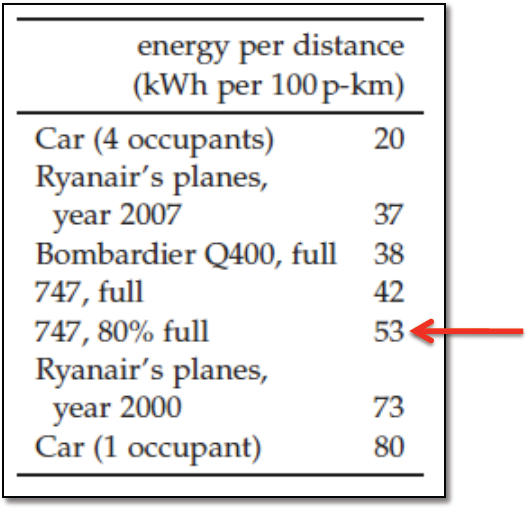 energy per distance
(kWh per 100 p-km)
Car (4 occupants) 20
Ryanair's planes,
year 2007 37
Bombardier Q400, full 38
747, full 42
747, 80% full 53
Ryanair's planes,
year 2000 73
Car (1 occupant) 80